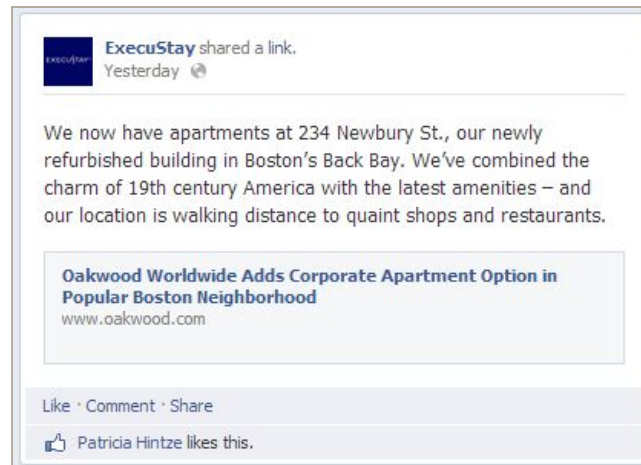 EXECUSTAY
ExecuStay shared a link.
Yesterday
We now have apartments at 234 Newbury St., our newly
refurbished building in Boston's Back Bay. We've combined the
charm of 19th century America with the latest amenities – and
our location is walking distance to quaint shops and restaurants.
Oakwood Worldwide Adds Corporate Apartment Option in
Popular Boston Neighborhood
www.oakwood.com
Like · Comment · Share
Patricia Hintze likes this.